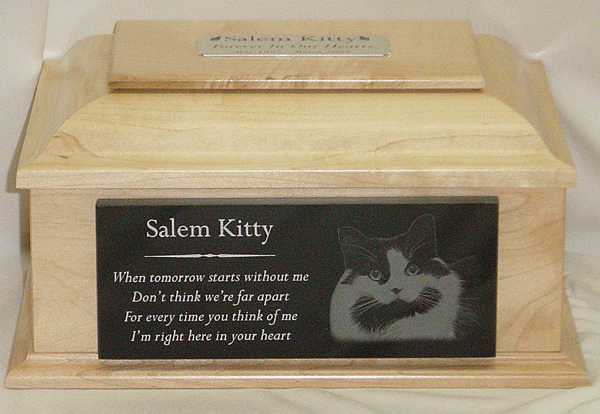 Salem Kitty
Forever In Our Hearts
Salem Kitty
When tomorrow starts without me
Don't think we're far apart
For every time you think of me
I'm right here in your heart